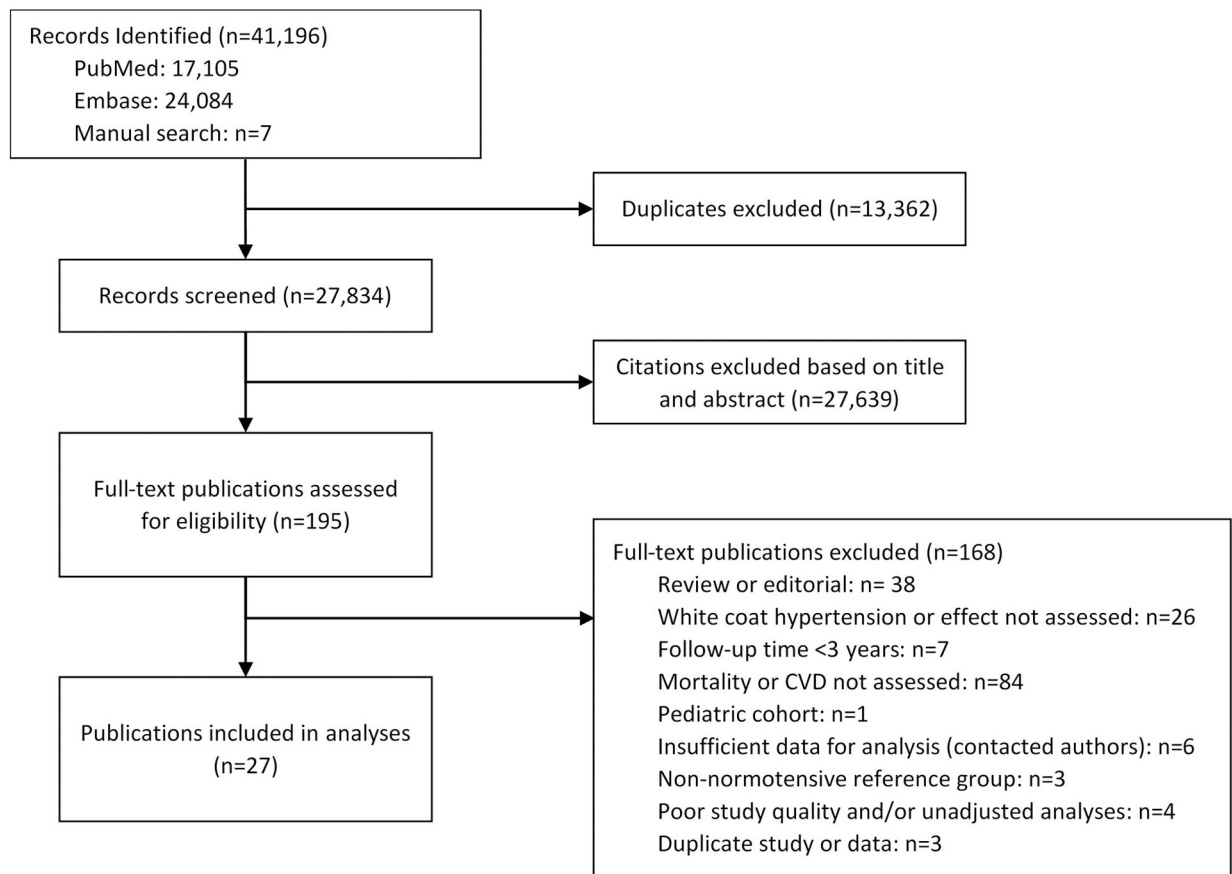 Records Identified (n=41,196)
PubMed: 17,105
Embase: 24,084
Manual search: n=7
Duplicates excluded (n=13,362)
Records screened (n=27,834)
Citations excluded based on title
and abstract (n=27,639)
Full-text publications assessed
for eligibility (n=195)
Full-text publications excluded (n=168)
Review or editorial: n= 38
White coat hypertension or effect not assessed: n=26
Follow-up time <3 years: n=7
Mortality or CVD not assessed: n=84
Pediatric cohort: n=1
Insufficient data for analysis (contacted authors): n=6
Non-normotensive reference group: n=3
Poor study quality and/or unadjusted analyses: n=4
Duplicate study or data: n=3
Publications included in analyses
(n=27)